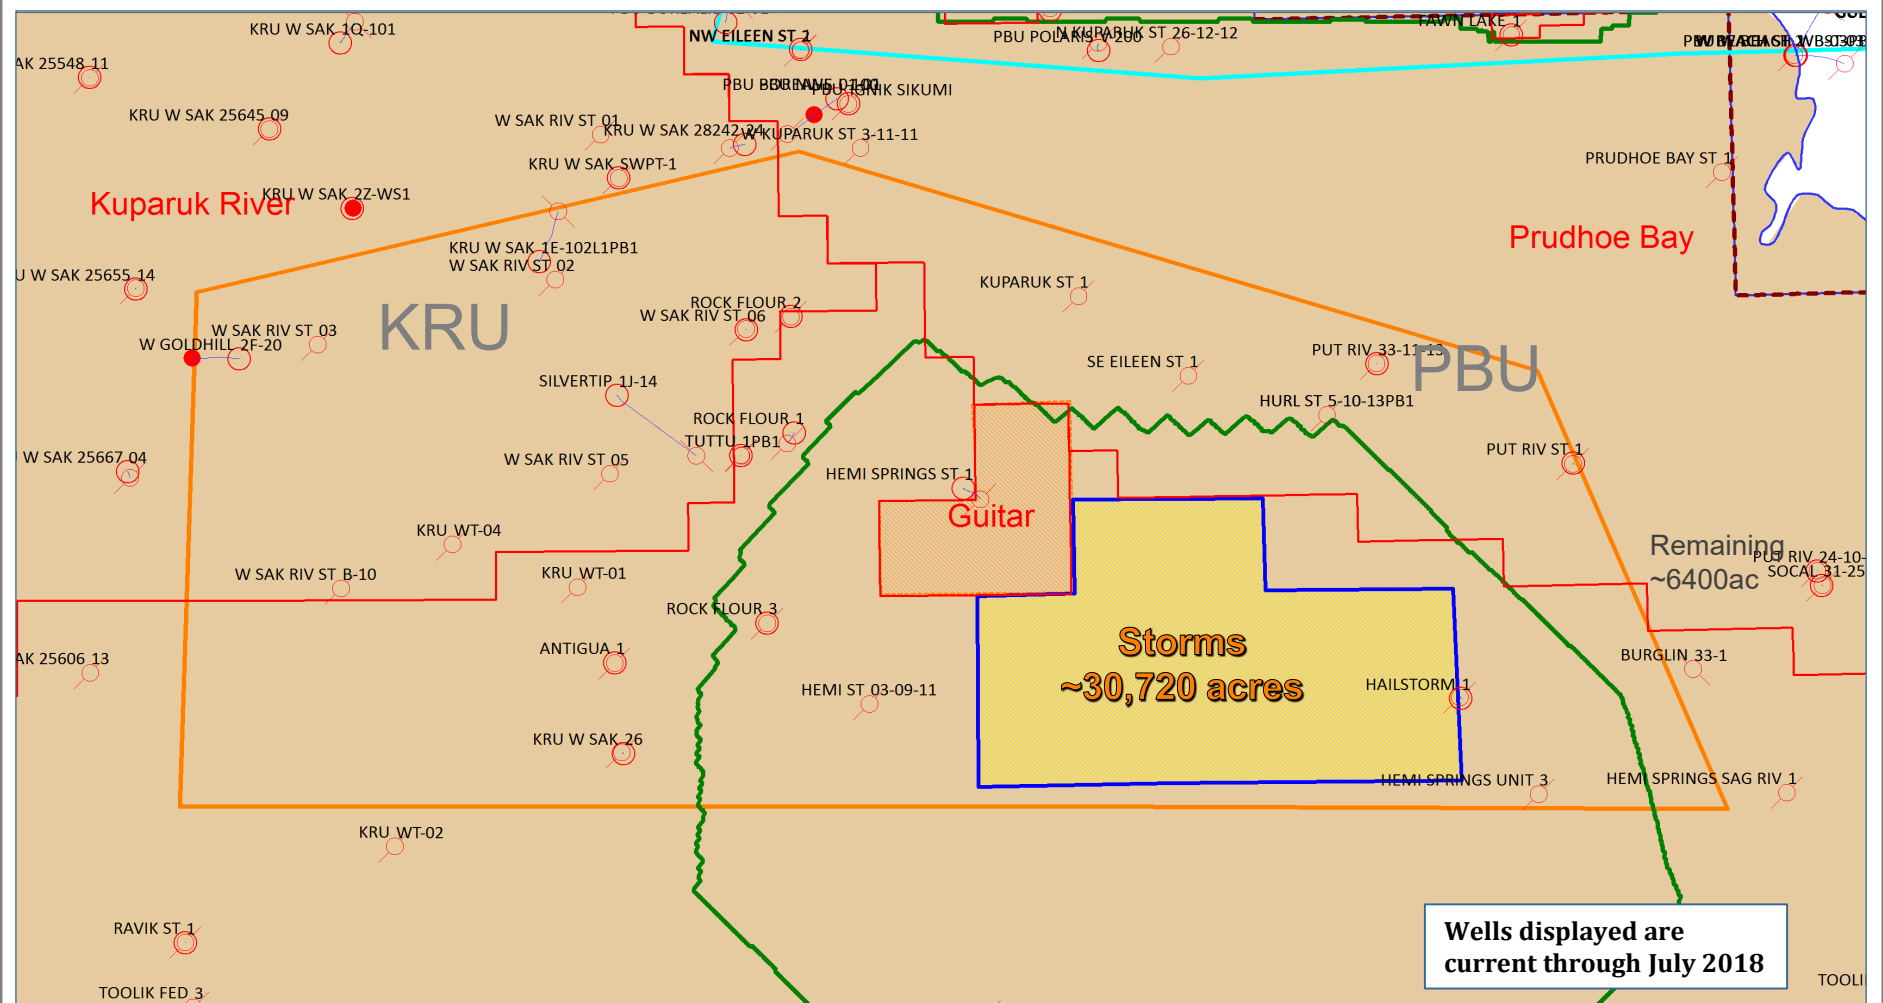 KRU W SAK 1Q-101
NW EILEEN ST 2
PBU POLARIS V-200
N KUPARUK ST 26-12-12
FAWN LAKE 1
AK 25548 11
PBU IGNIK SIKUMI
KRU W SAK 25645 09
W SAK RIV ST 01
KRU W SAK 28242 24
W KUPARUK ST 3-11-11
KRU W SAK SWPT-1
PRUDHOE BAY ST 1
Kuparuk River
KRU W SAK 2Z-WS1
Prudhoe Bay
KRU W SAK 1E-102L1PB1
W SAK RIV ST 02
U W SAK 25655 14
KUPARUK ST 1
ROCK FLOUR 2
W SAK RIV ST 06
KRU
W SAK RIV ST 03
W GOLDHILL 2F-20
SE EILEEN ST 1
PUT RIV 33-11-13
PBU
SILVERTIP 1J-14
HURL ST 5-10-13PB1
ROCK FLOUR 1
TUTTU 1PB1
W SAK 25667 04
W SAK RIV ST 05
HEMI SPRINGS ST 1
PUT RIV ST 1
Guitar
KRU WT-04
Remaining
~6400ac
PUT RIV 24-10-
SOCAL 31-25
W SAK RIV ST B-10
KRU WT-01
ROCK FLOUR 3
Storms
~30,720 acres
ANTIGUA 1
AK 25606 13
BURGLIN 33-1
HEMI ST 03-09-11
HAILSTORM 1
KRU W SAK 26
HEMI SPRINGS UNIT 3
HEMI SPRINGS SAG RIV 1
KRU WT-02
RAVIK ST 1
Wells displayed are
current through July 2018
TOOLIK FED 3
TOOLI